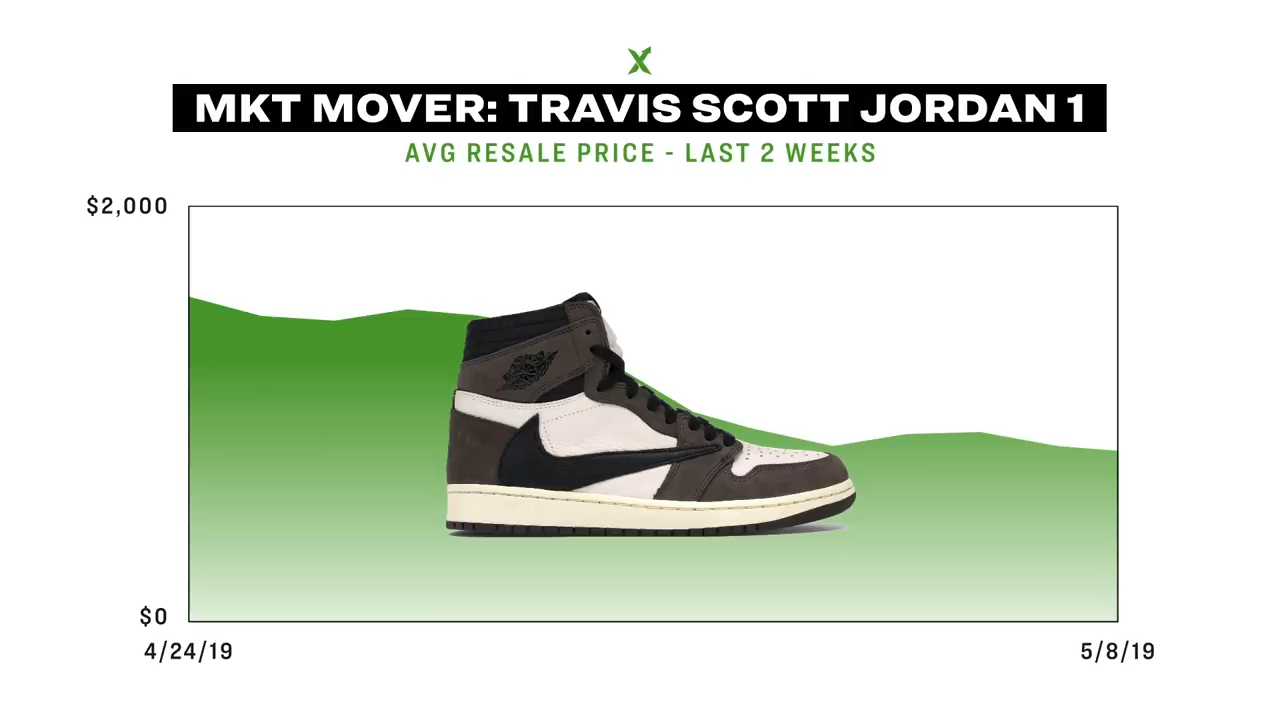 MKT MOVER: TRAVIS SCOTT JORDAN 1
AVG RESALE PRICE - LAST 2 WEEKS
$2,000
$0
4/24/19
5/8/19